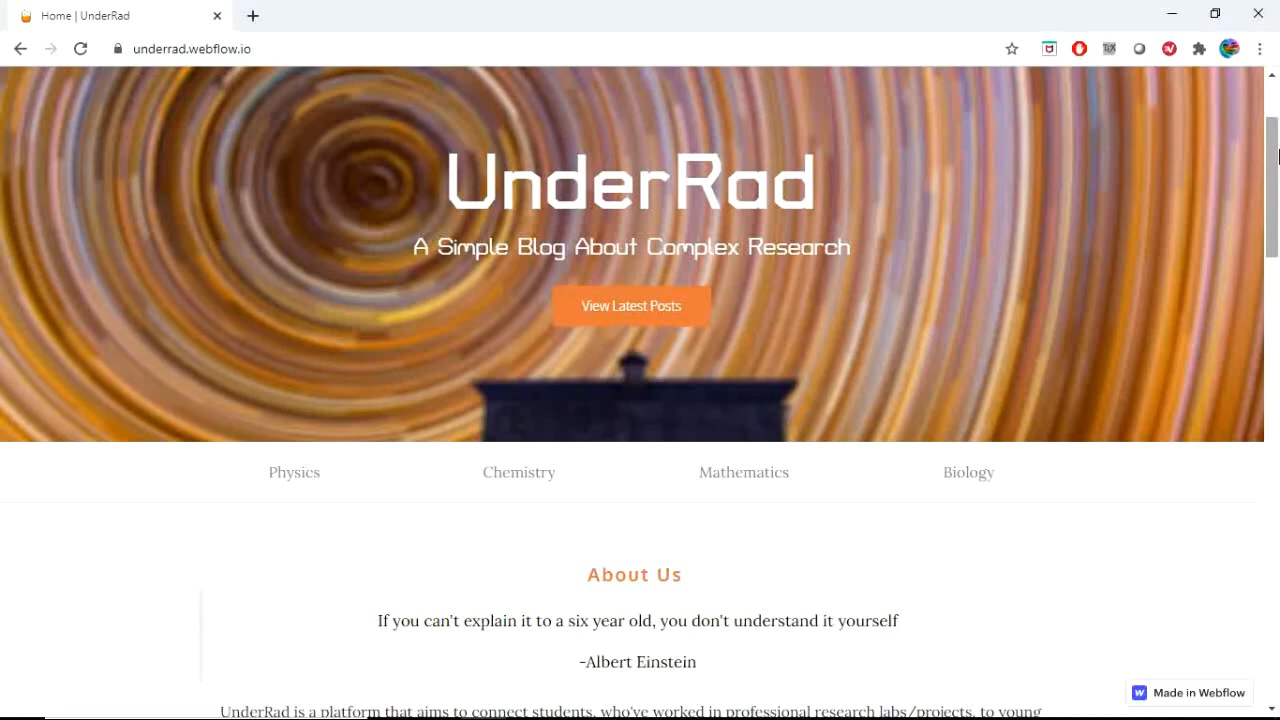 Home | UnderRad
underrad.webflow.io
UnderRad
A Simple Blog About Complex Research
View Latest Posts
Physics
Chemistry
Mathematics
Biology
About Us
If you can't explain it to a six year old, you don't understand it yourself
-Albert Einstein
Made in Webflow
UnderRad is a platform that aims to connect students, who've worked in professional research labs/projects, to young